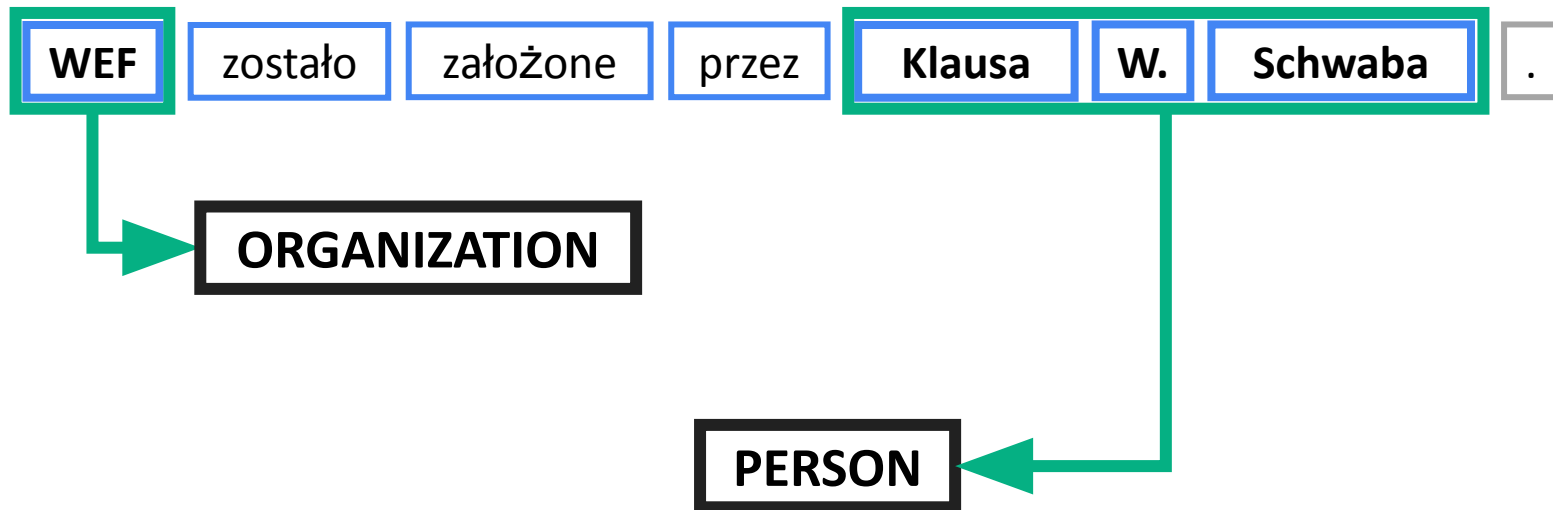 WEF zostało założone przez Klausa W. Schwaba .
ORGANIZATION
PERSON